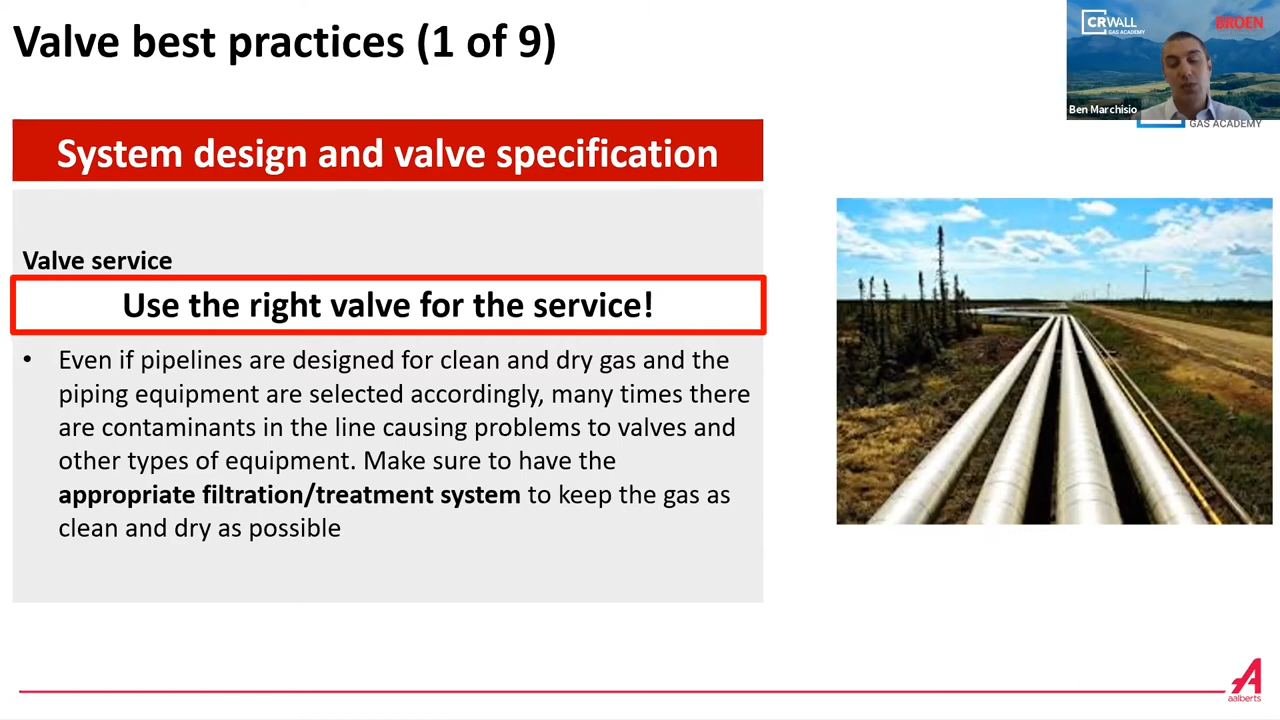 Valve best practices (1 of 9)
CRWALL
GAS ACADEMY
BROEN
Ben Marchisio
GAS ACADEMY
System design and valve specification
Valve service
Use the right valve for the service!
• Even if pipelines are designed for clean and dry gas and the
piping equipment are selected accordingly, many times there
are contaminants in the line causing problems to valves and
other types of equipment. Make sure to have the
appropriate filtration/treatment system to keep the gas as
clean and dry as possible
aalberts